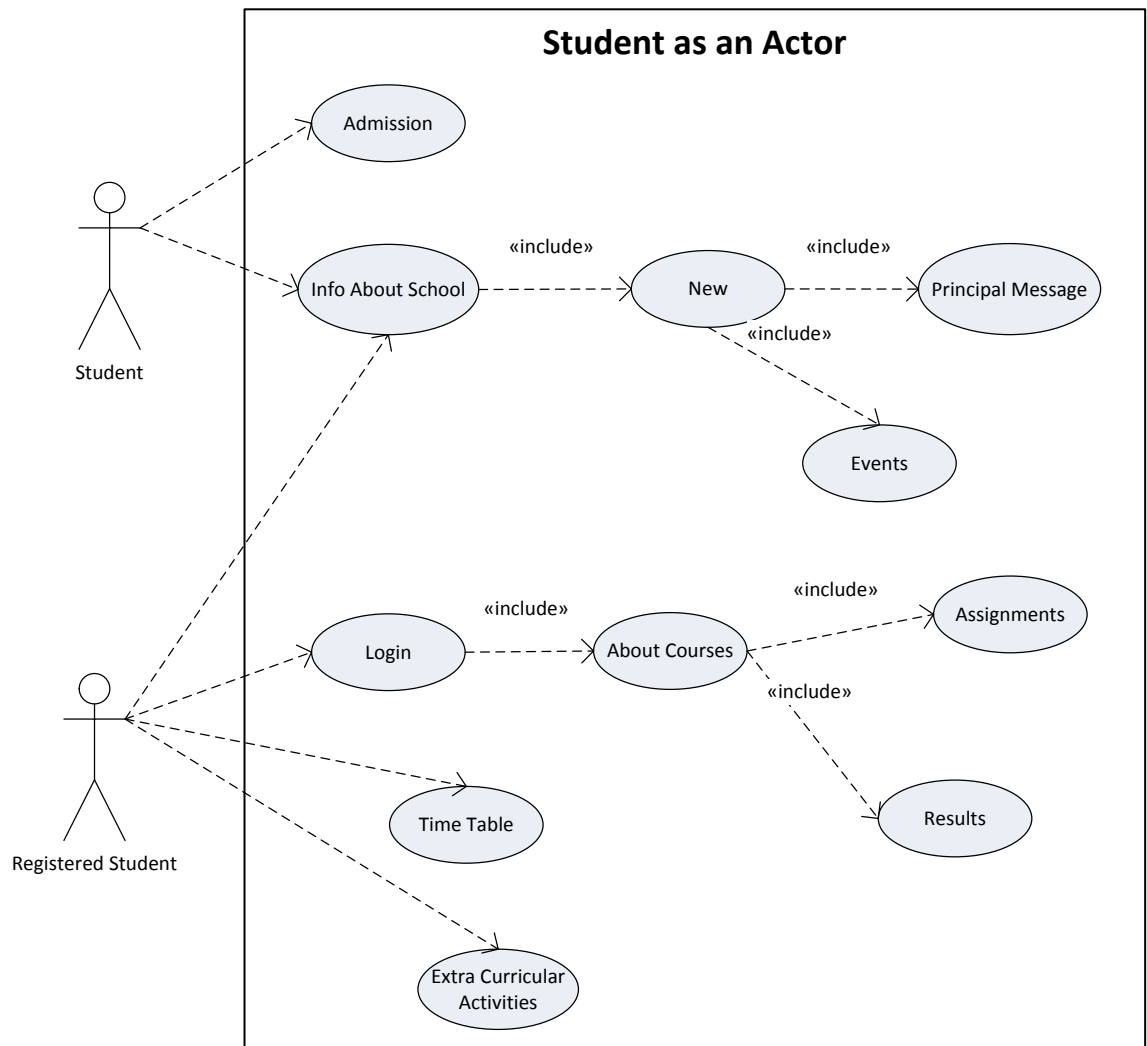 Student as an Actor
Admission
Student
Info About School
«include»
New
«include»
Principal Message
«include»
Events
Registered Student
Login
«include»
About Courses
«include»
Assignments
«include»
Results
Time Table
Extra Curricular
Activities